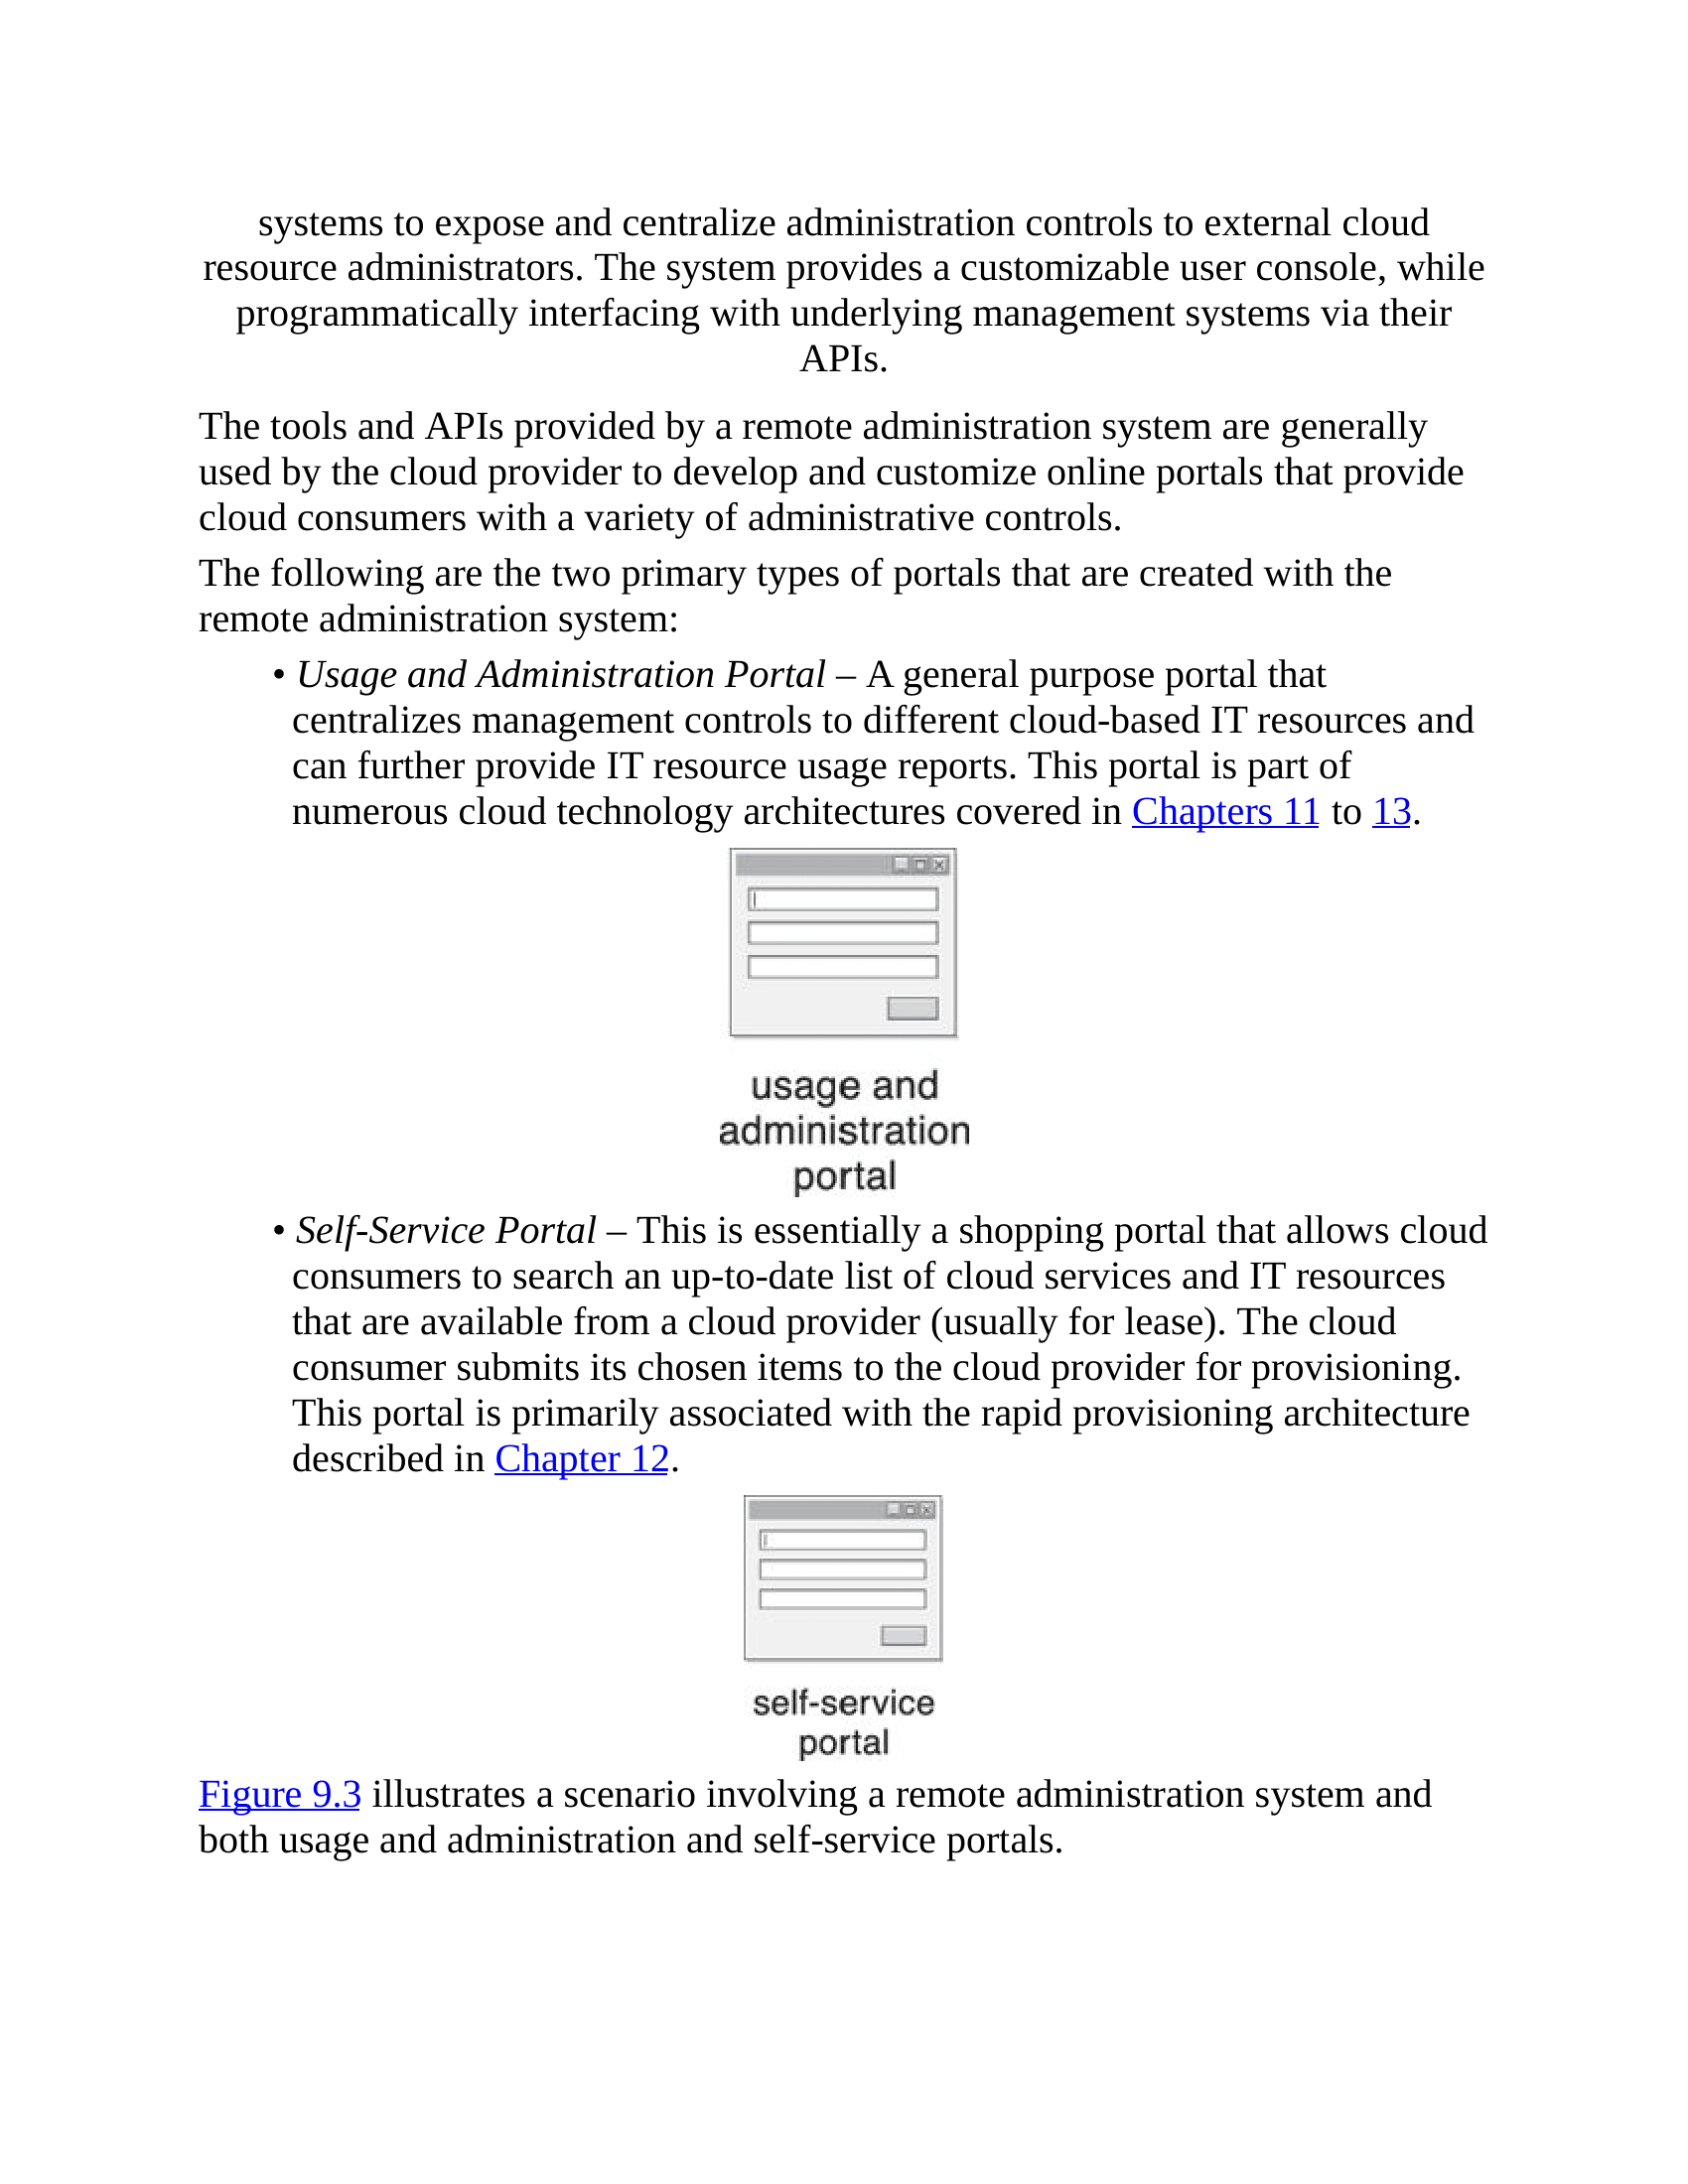 systems to expose and centralize administration controls to external cloud
resource administrators. The system provides a customizable user console, while
programmatically interfacing with underlying management systems via their
APIs.
The tools and APIs provided by a remote administration system are generally
used by the cloud provider to develop and customize online portals that provide
cloud consumers with a variety of administrative controls.
The following are the two primary types of portals that are created with the
remote administration system:
• Usage and Administration Portal – A general purpose portal that
centralizes management controls to different cloud-based IT resources and
can further provide IT resource usage reports. This portal is part of
numerous cloud technology architectures covered in Chapters 11 to 13.
usage and
administration
portal
• Self-Service Portal – This is essentially a shopping portal that allows cloud
consumers to search an up-to-date list of cloud services and IT resources
that are available from a cloud provider (usually for lease). The cloud
consumer submits its chosen items to the cloud provider for provisioning.
This portal is primarily associated with the rapid provisioning architecture
described in Chapter 12.
self-service
portal
Figure 9.3 illustrates a scenario involving a remote administration system and
both usage and administration and self-service portals.